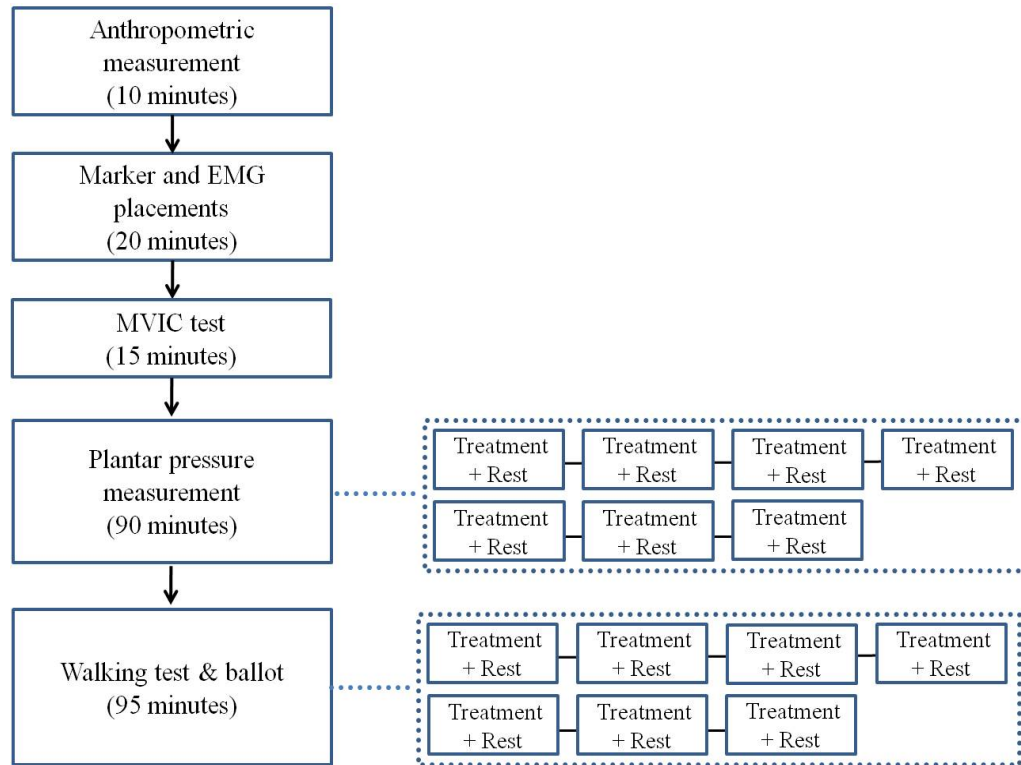 Anthropometric
measurement
(10 minutes)
Marker and EMG
placements
(20 minutes)
MVIC test
(15 minutes)
Plantar pressure
measurement
(90 minutes)
Treatment
+ Rest
Treatment
+ Rest
Treatment
+ Rest
Treatment
+ Rest
Treatment
+ Rest
Treatment
+ Rest
Treatment
+ Rest
Walking test & ballot
(95 minutes)
Treatment
+ Rest
Treatment
+ Rest
Treatment
+ Rest
Treatment
+ Rest
Treatment
+ Rest
Treatment
+ Rest
Treatment
+ Rest